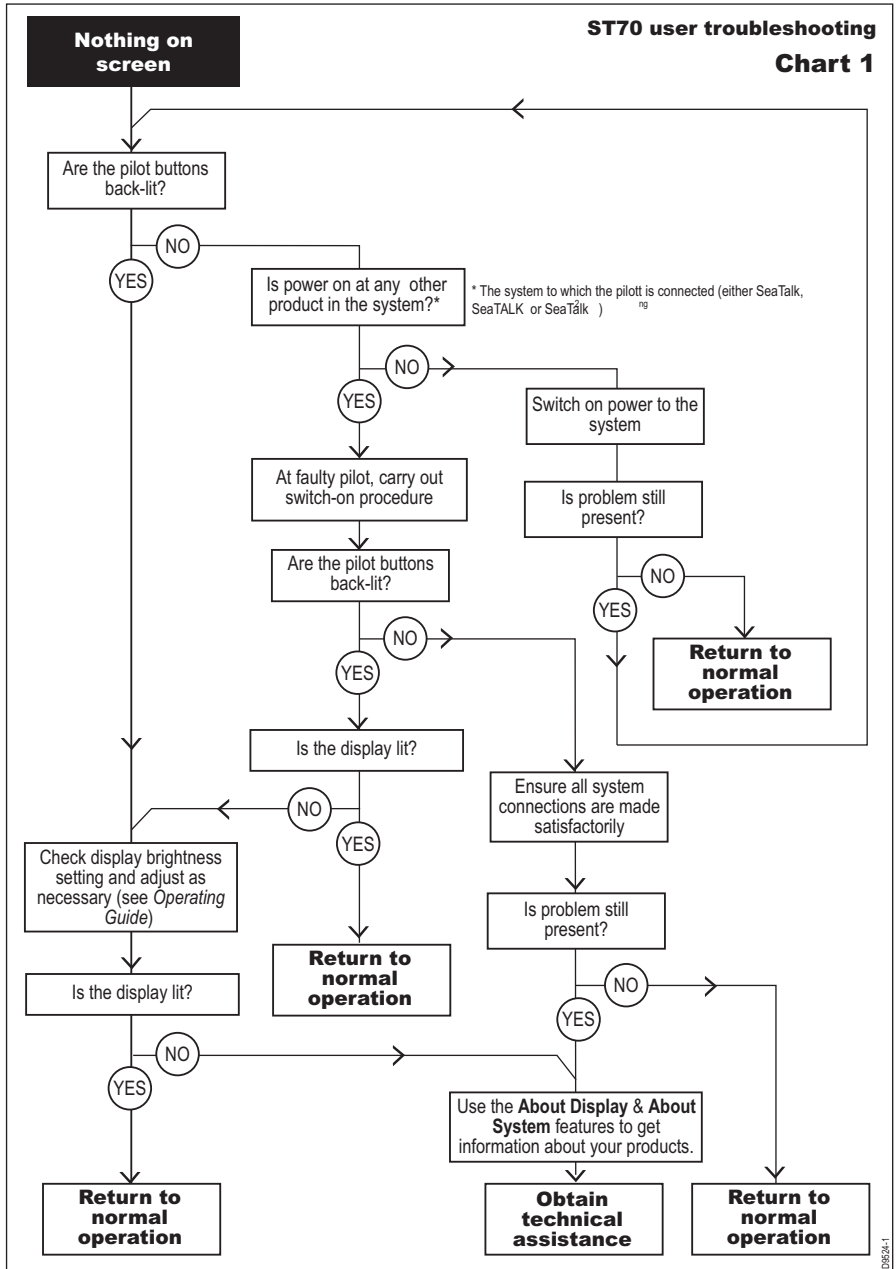 Nothing on
screen
ST70 user troubleshooting
Chart 1
Are the pilot buttons
back-lit?
NO
YES
Is power on at any other
product in the system?*
* The system to which the pilott is connected (either SeaTalk,
SeaTALK or SeaTalk 2 ) ng
NO
YES
Switch on power to the
system
At faulty pilot, carry out
switch-on procedure
Is problem still
present?
Are the pilot buttons
back-lit?
NO
YES
NO
YES
Return to
normal
operation
Is the display lit?
Ensure all system
connections are made
satisfactorily
NO
YES
Check display brightness
setting and adjust as
necessary (see Operating
Guide)
Is problem still
present?
Return to
normal
operation
Is the display lit?
NO
YES
NO
YES
Use the About Display & About
System features to get
information about your products.
Return to
normal
operation
Obtain
technical
assistance
Return to
normal
operation
D9524-1